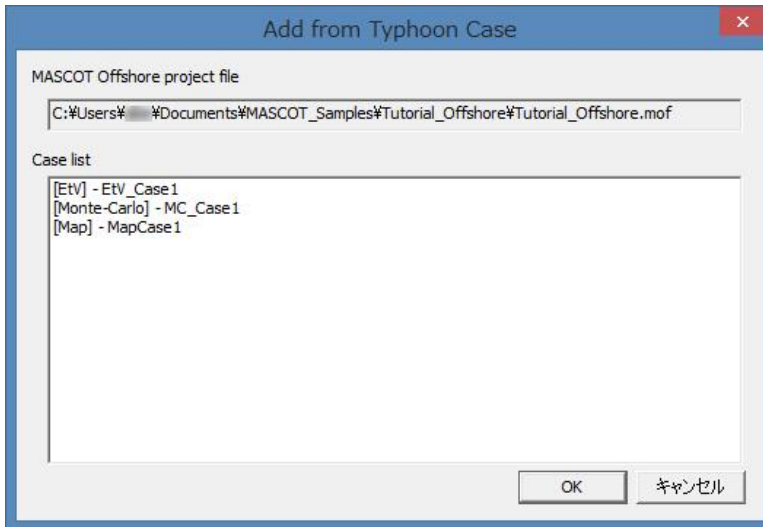 Add from Typhoon Case
MASCOT Offshore project file
C:¥Users¥ ¥Documents¥MASCOT_Samples¥Tutorial_Offshore¥Tutorial_Offshore.mof
Case list
[EtV] - EtV_Case1
[Monte-Carlo] - MC_Case1
[Map] - MapCase1
OK キャンセル